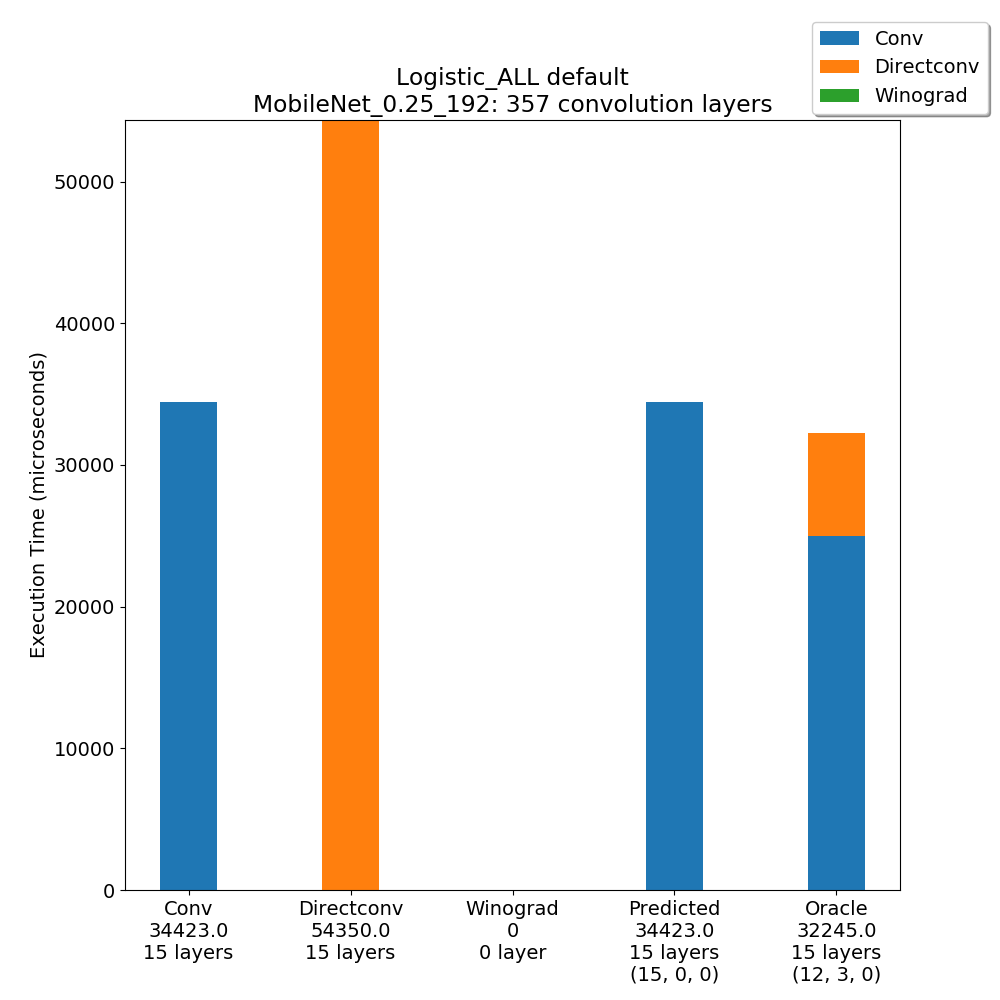 Conv
Directconv
Winograd
Logistic_ALL default
MobileNet_0.25_192: 357 convolution layers
Execution Time (microseconds)
50000
40000
30000
20000
10000
0
Conv
34423.0
15 layers
Directconv
54350.0
15 layers
Winograd
0
0 layer
Predicted
34423.0
15 layers
(15, 0, 0)
Oracle
32245.0
15 layers
(12, 3, 0)